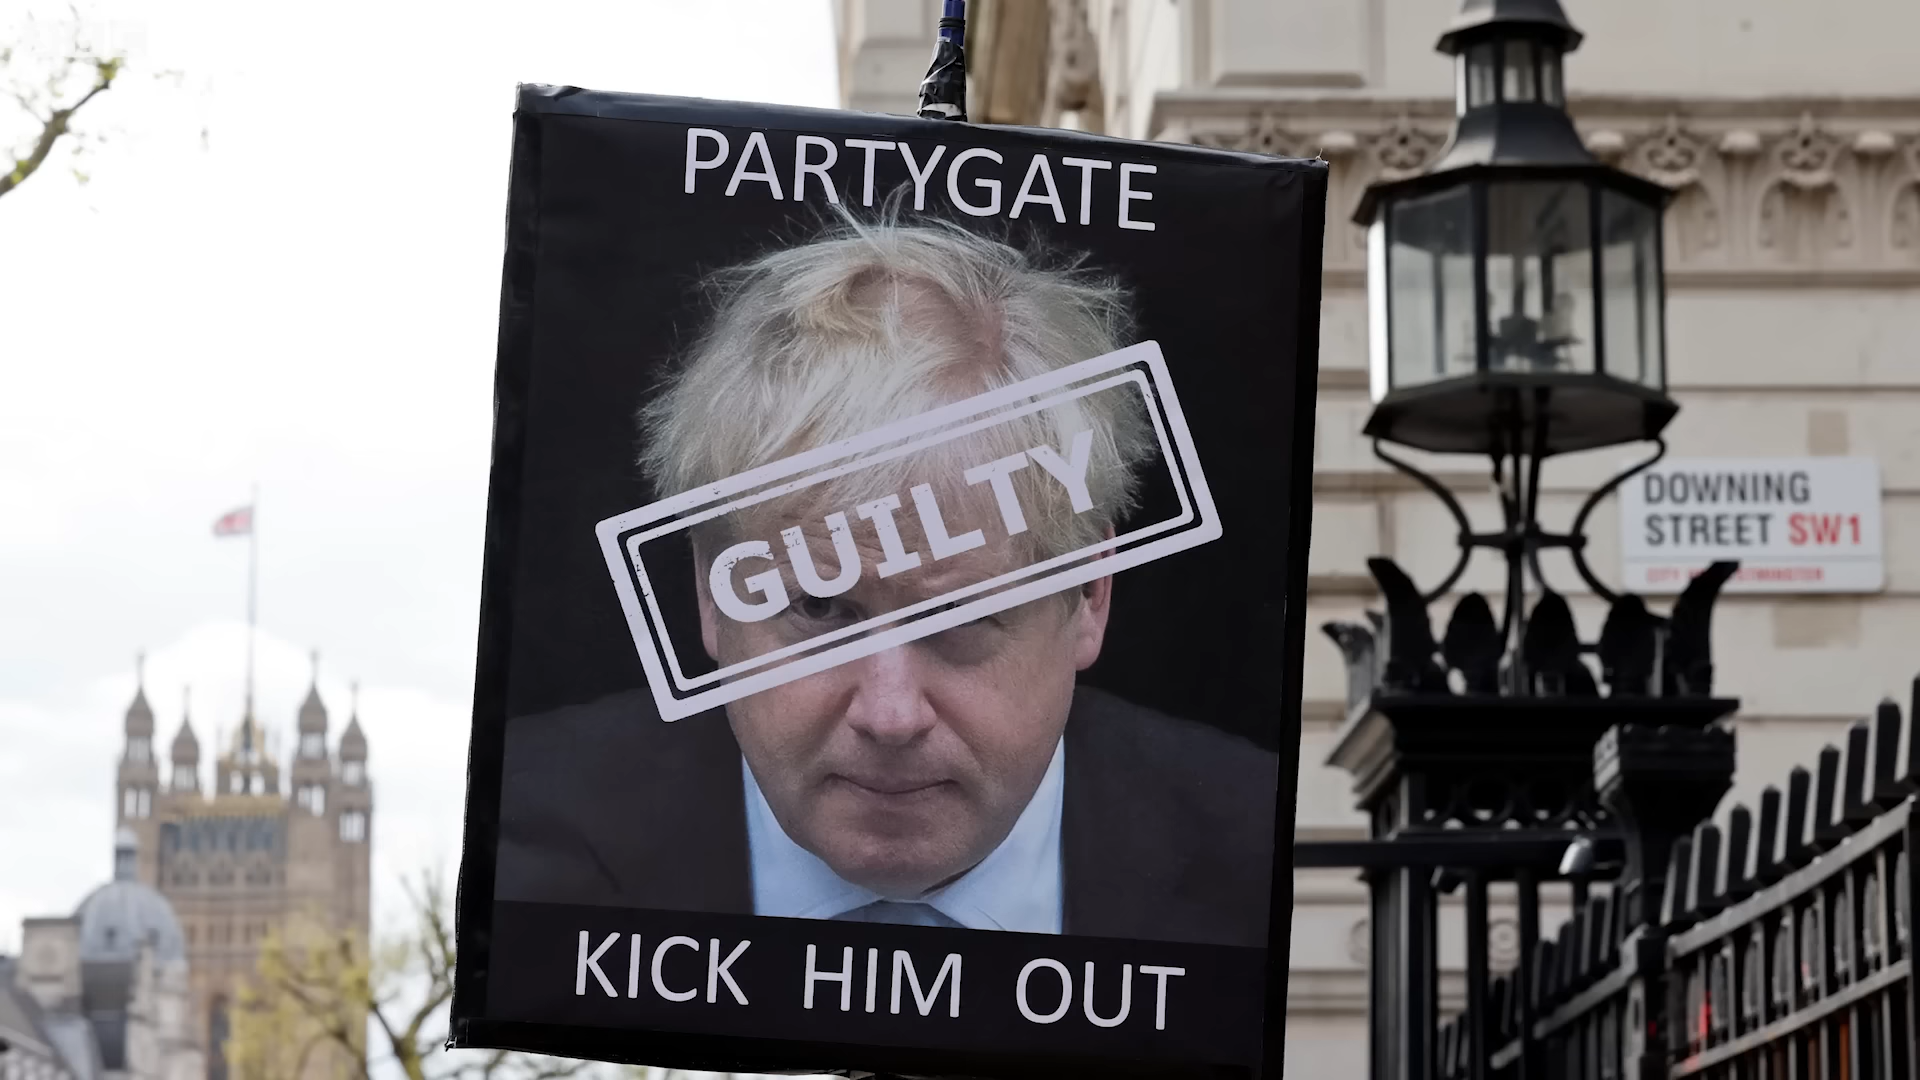 PARTYGATE
GUILTY
KICK HIM OUT
DOWNING
STREET SW1